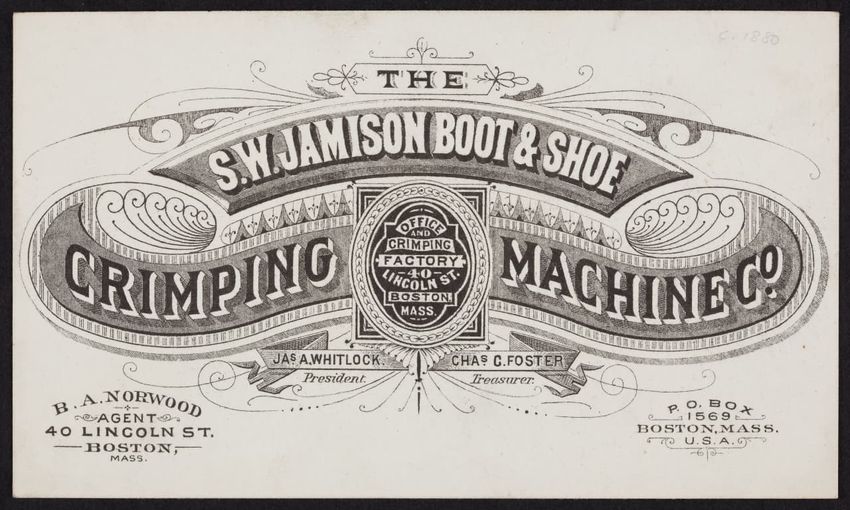 c. 1880
THE
S.W. JAMISON BOOT & SHOE
CRIMPING MACHINE CO.
OFFICE
AND
CRIMPING
FACTORY
40
LINCOLN ST.
BOSTON,
MASS.
JAS. A. WHITLOCK.
President.
CHAS. C. FOSTER
Treasurer.
B. A. NORWOOD
AGENT
40 LINCOLN ST.
BOSTON,
MASS.
P.O. BOX
1569
BOSTON, MASS.
U.S.A.